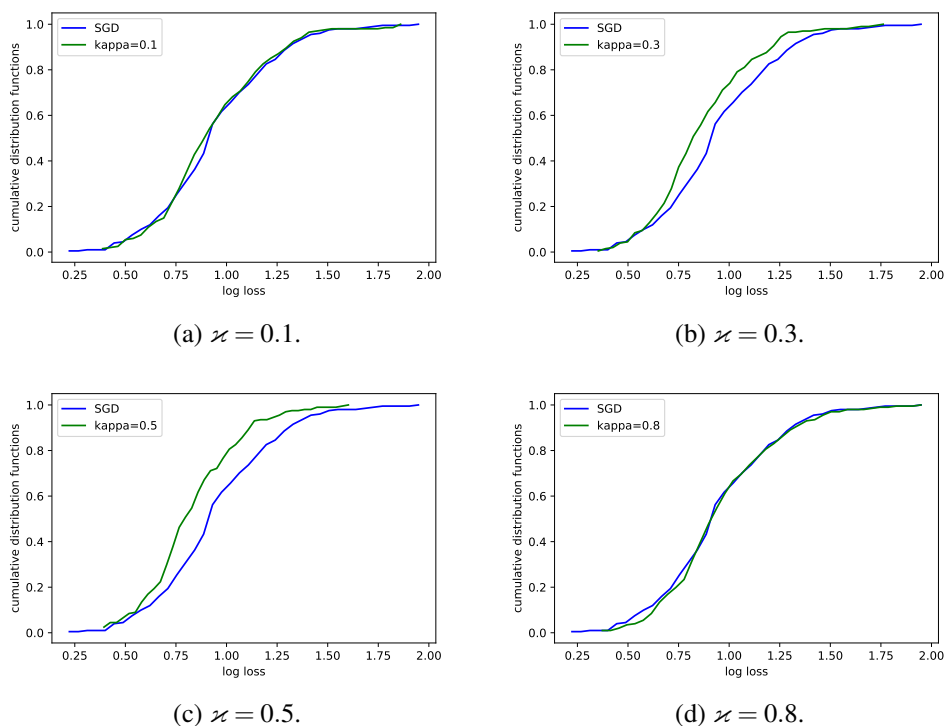 1.0
0.8
0.6
0.4
0.2
0.0
cumulative distribution functions
SGD
kappa=0.1
0.25 0.50 0.75 1.00 1.25 1.50 1.75 2.00
log loss
(a) ϰ = 0.1.
1.0
0.8
0.6
0.4
0.2
0.0
cumulative distribution functions
SGD
kappa=0.3
0.25 0.50 0.75 1.00 1.25 1.50 1.75 2.00
log loss
(b) ϰ = 0.3.
1.0
0.8
0.6
0.4
0.2
0.0
cumulative distribution functions
SGD
kappa=0.5
0.25 0.50 0.75 1.00 1.25 1.50 1.75 2.00
log loss
(c) ϰ = 0.5.
1.0
0.8
0.6
0.4
0.2
0.0
cumulative distribution functions
SGD
kappa=0.8
0.25 0.50 0.75 1.00 1.25 1.50 1.75 2.00
log loss
(d) ϰ = 0.8.